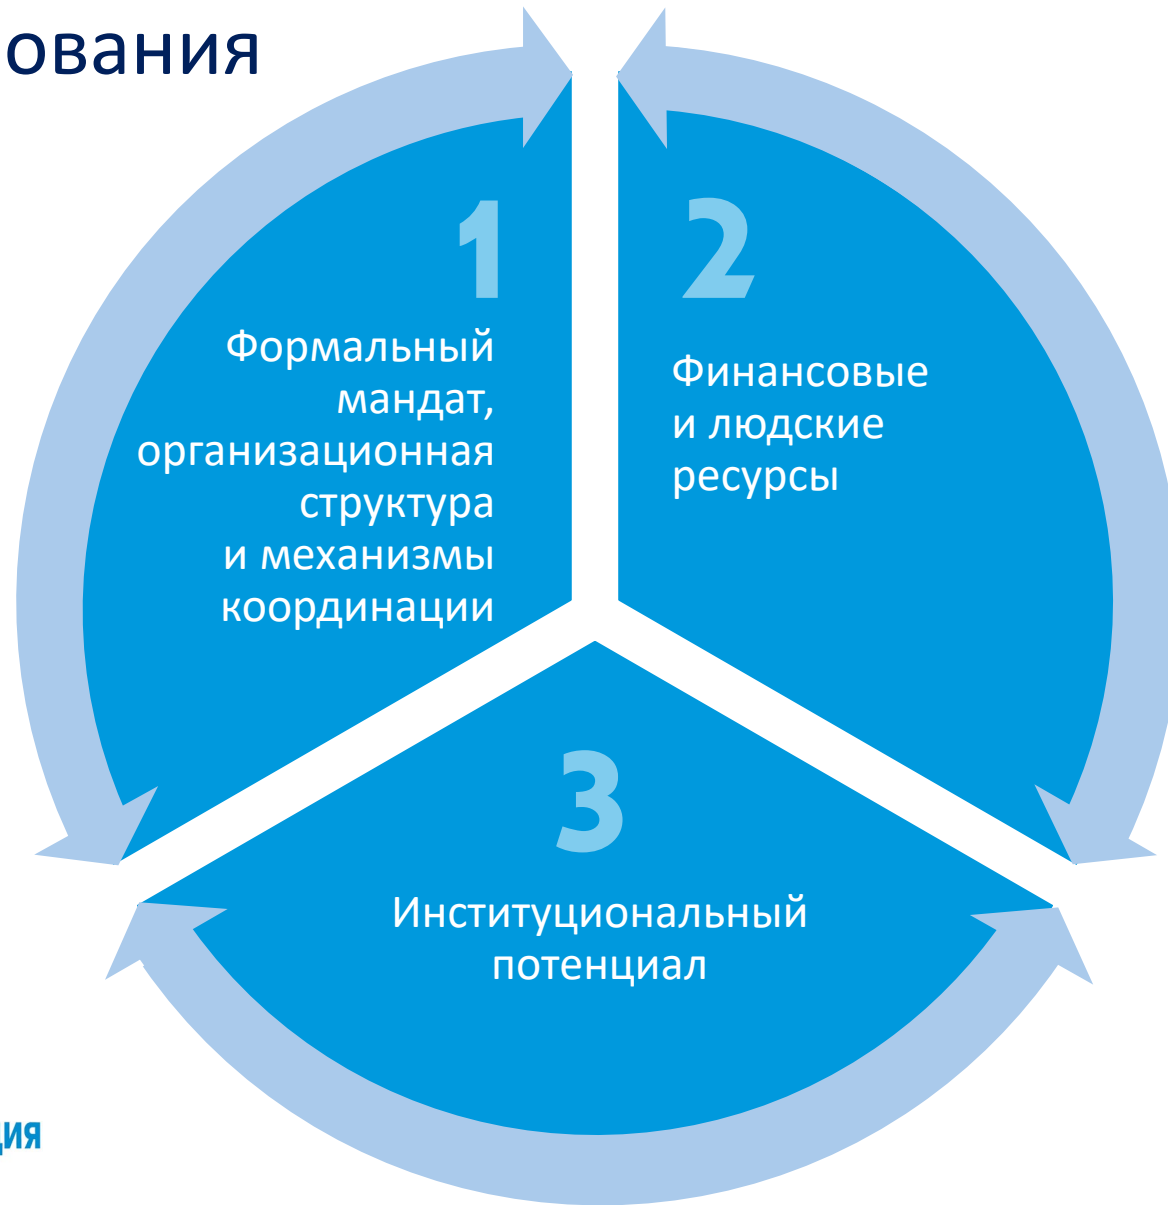 ования
1
Формальный
мандат,
организационная
структура
и механизмы
координации
2
Финансовые
и людские
ресурсы
3
Институциональный
потенциал
ция